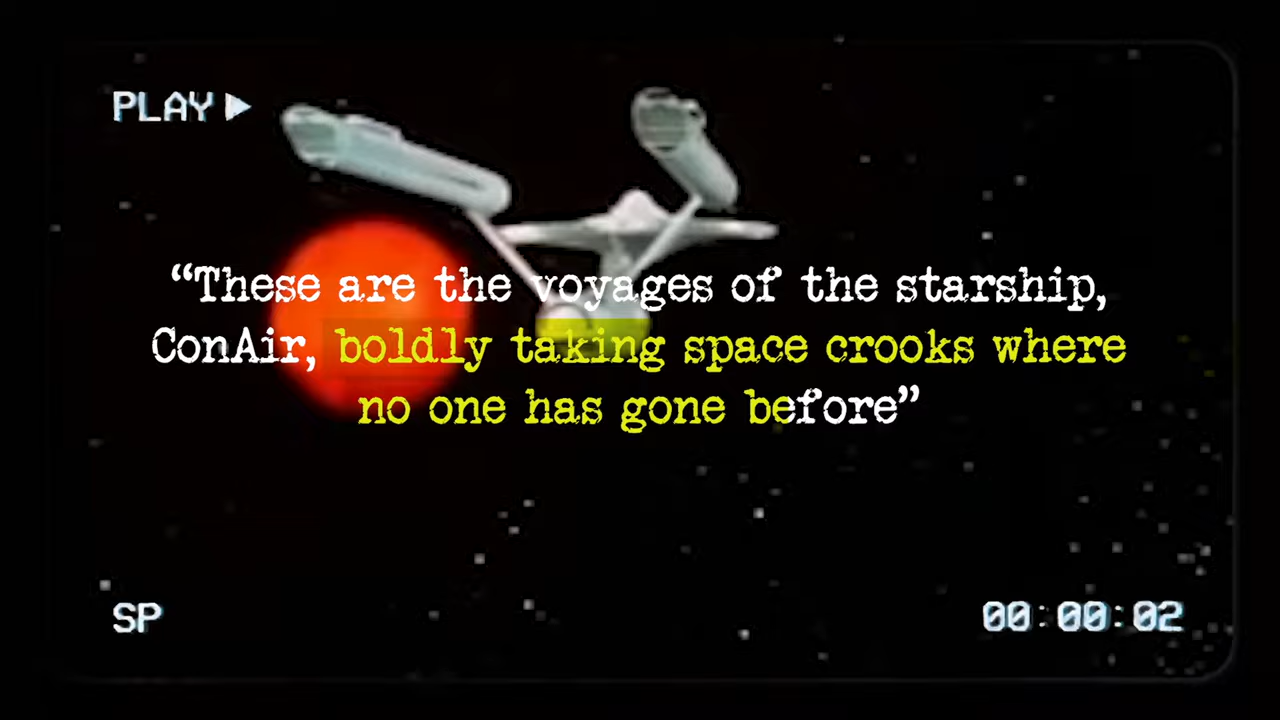 PLAY
“These are the voyages of the starship,
ConAir, boldly taking space crooks where
no one has gone before”
SP
00:00:02